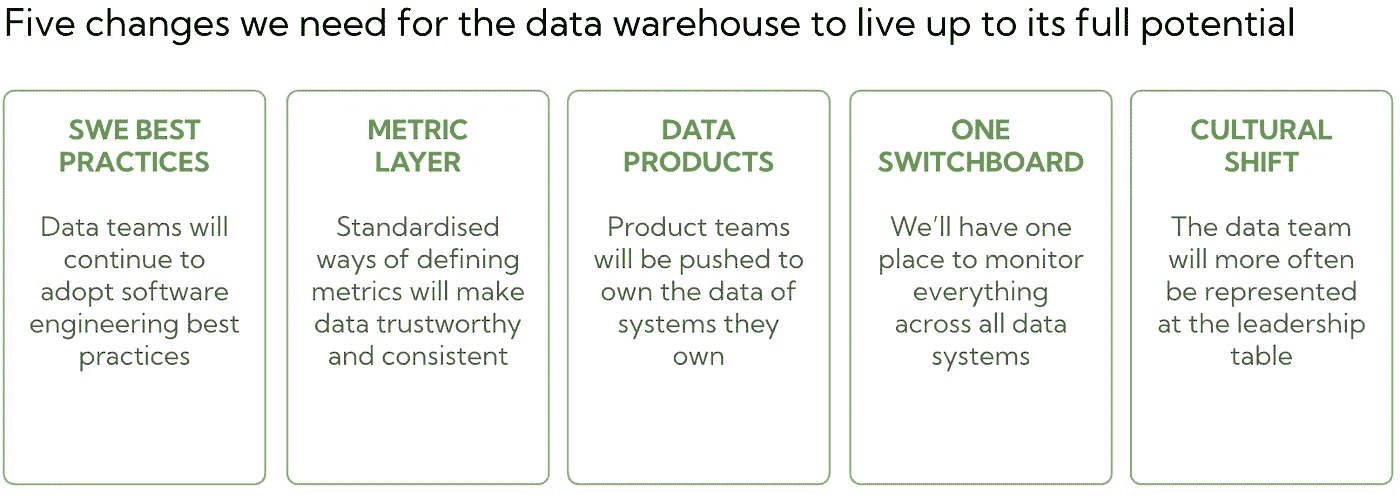 Five changes we need for the data warehouse to live up to its full potential
SWE BEST
PRACTICES
Data teams will
continue to
adopt software
engineering best
practices
METRIC
LAYER
Standardised
ways of defining
metrics will make
data trustworthy
and consistent
DATA
PRODUCTS
Product teams
will be pushed to
own the data of
systems they
own
ONE
SWITCHBOARD
We’ll have one
place to monitor
everything
across all data
systems
CULTURAL
SHIFT
The data team
will more often
be represented
at the leadership
table